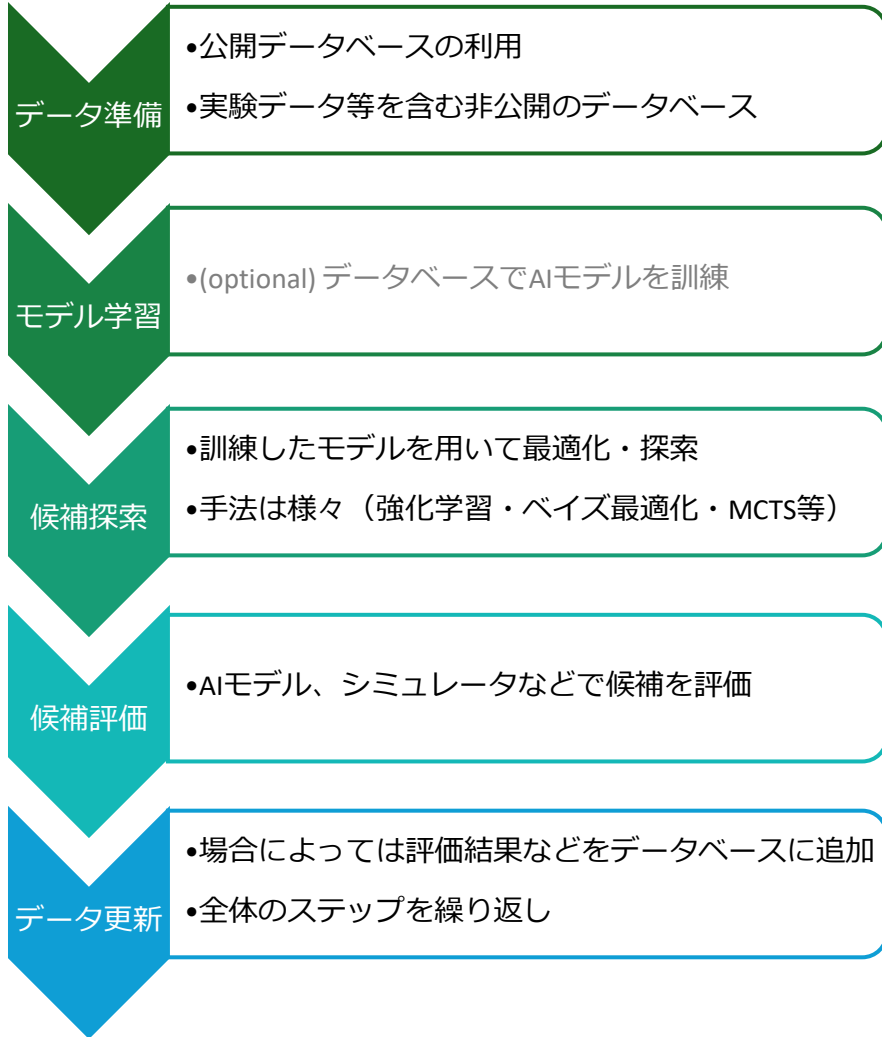 データ準備
•公開データベースの利用
•実験データ等を含む非公開のデータベース
モデル学習
•(optional) データベースでAIモデルを訓練
候補探索
•訓練したモデルを用いて最適化・探索
•手法は様々（強化学習・ベイズ最適化・MCTS等）
候補評価
•AIモデル、シミュレータなどで候補を評価
データ更新
•場合によっては評価結果などをデータベースに追加
•全体のステップを繰り返し